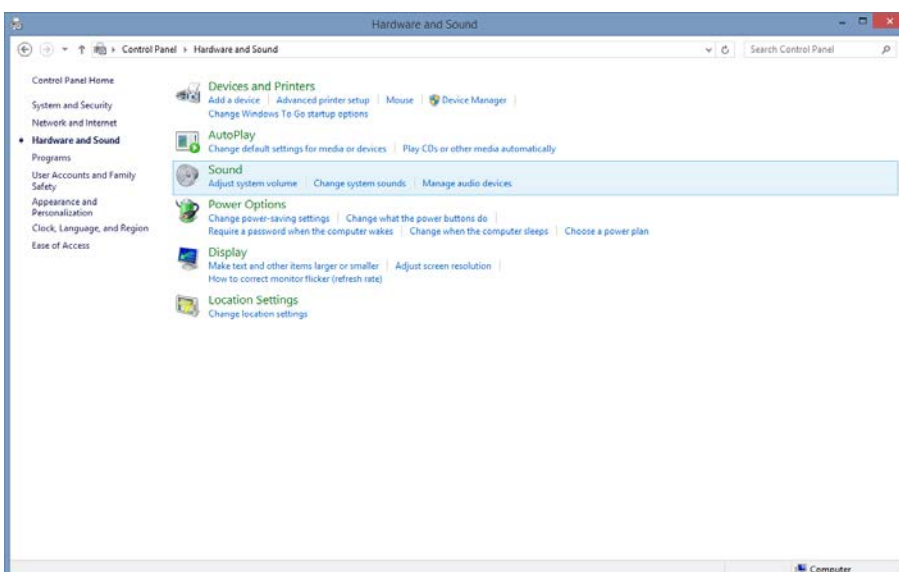 Hardware and Sound
Control Panel ▸ Hardware and Sound
Search Control Panel
Control Panel Home
System and Security
Network and Internet
Hardware and Sound
Programs
User Accounts and Family
Safety
Appearance and
Personalization
Clock, Language, and Region
Ease of Access
Devices and Printers
Add a device | Advanced printer setup | Mouse | Device Manager |
Change Windows To Go startup options
AutoPlay
Change default settings for media or devices | Play CDs or other media automatically
Sound
Adjust system volume | Change system sounds | Manage audio devices
Power Options
Change power-saving settings | Change what the power buttons do |
Require a password when the computer wakes | Change when the computer sleeps | Choose a power plan
Display
Make text and other items larger or smaller | Adjust screen resolution |
How to correct monitor flicker (refresh rate)
Location Settings
Change location settings
Computer